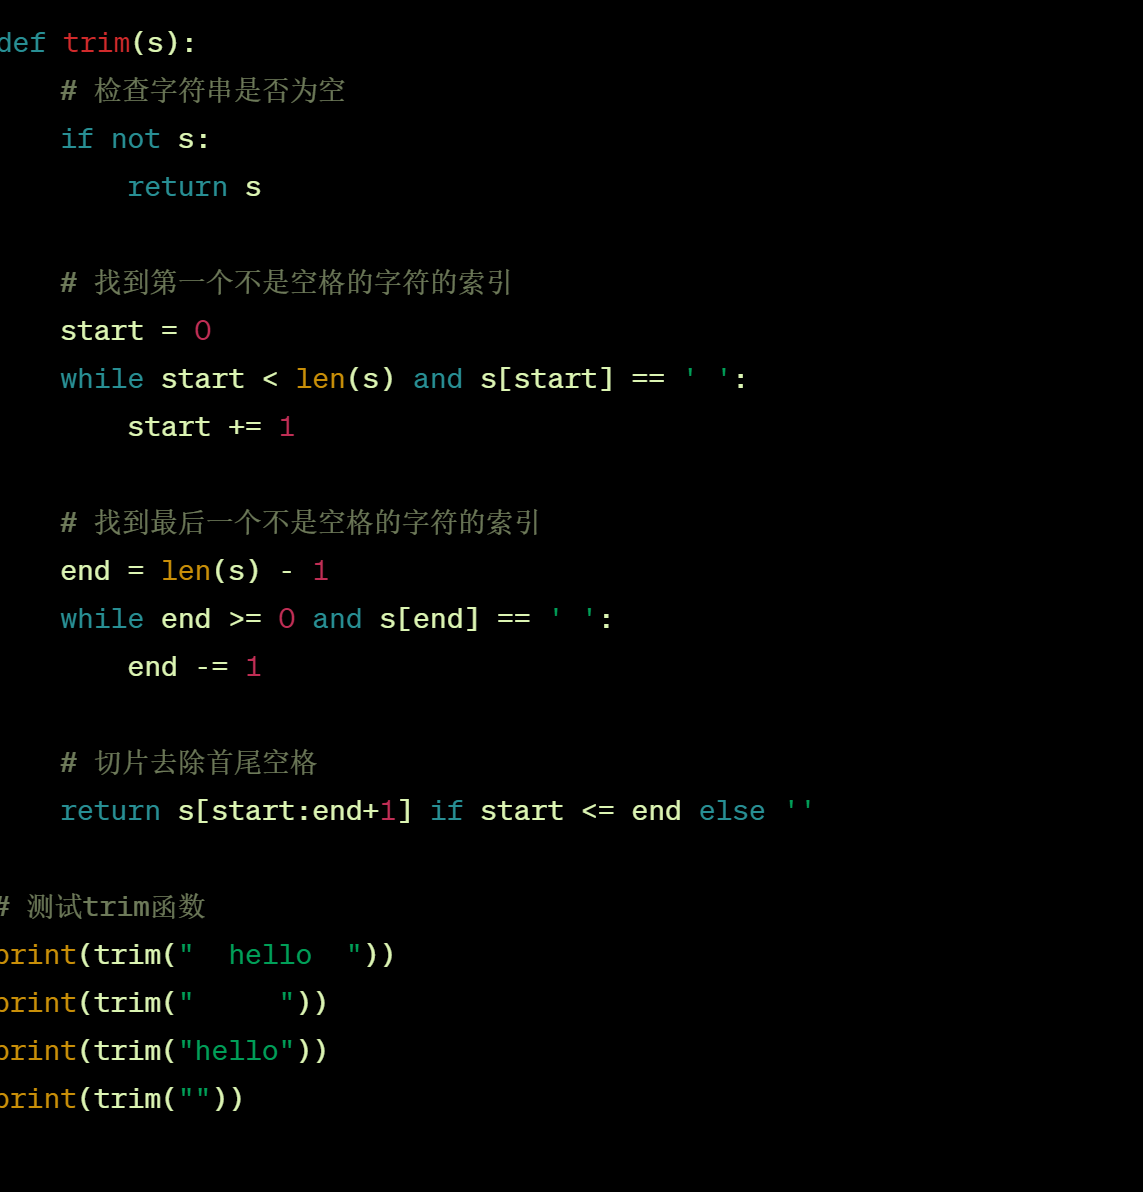 def trim(s):
    # 检查字符串是否为空
    if not s:
        return s
    # 找到第一个不是空格的字符的索引
    start = 0
    while start < len(s) and s[start] == ' ':
        start += 1
    # 找到最后一个不是空格的字符的索引
    end = len(s) - 1
    while end >= 0 and s[end] == ' ':
        end -= 1
    # 切片去除首尾空格
    return s[start:end+1] if start <= end else ''
# 测试trim函数
print(trim("  hello  "))
print(trim("     "))
print(trim("hello"))
print(trim(""))